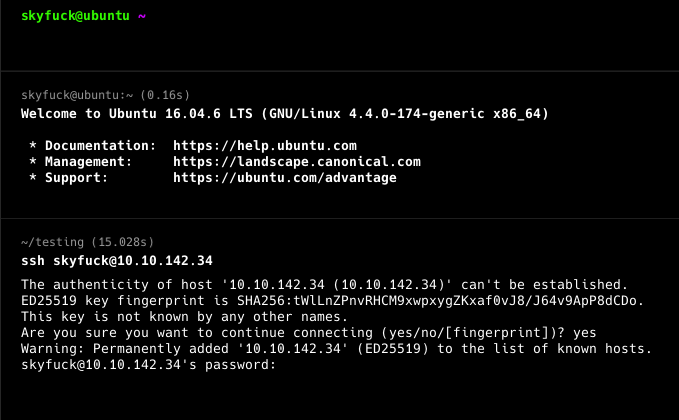 skyfuck@ubuntu ~
skyfuck@ubuntu:~ (0.16s)
Welcome to Ubuntu 16.04.6 LTS (GNU/Linux 4.4.0-174-generic x86_64)
* Documentation:  https://help.ubuntu.com
* Management:     https://landscape.canonical.com
* Support:        https://ubuntu.com/advantage
~/testing (15.028s)
ssh skyfuck@10.10.142.34
The authenticity of host '10.10.142.34 (10.10.142.34)' can't be established.
ED25519 key fingerprint is SHA256:tWlLnZPnvRHCM9xwpxygZKxaf0vJ8/J64v9ApP8dCDo.
This key is not known by any other names.
Are you sure you want to continue connecting (yes/no/[fingerprint])? yes
Warning: Permanently added '10.10.142.34' (ED25519) to the list of known hosts.
skyfuck@10.10.142.34's password: